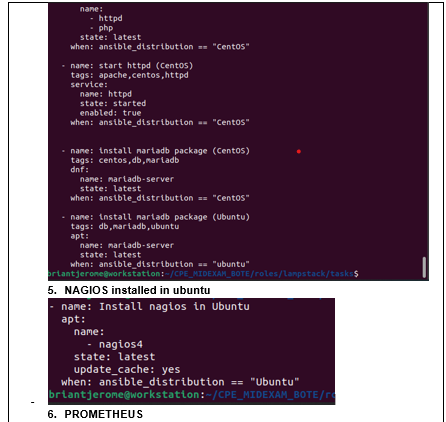 name:
- httpd
- php
state: latest
when: ansible_distribution == "CentOS"
- name: start httpd (CentOS)
tags: apache,centos,httpd
service:
name: httpd
state: started
enabled: true
when: ansible_distribution == "CentOS"
- name: install mariadb package (CentOS)
tags: centos,db,mariadb
dnf:
name: mariadb-server
state: latest
when: ansible_distribution == "CentOS"
- name: install mariadb package (Ubuntu)
tags: db,mariadb,ubuntu
apt:
name: mariadb-server
state: latest
when: ansible_distribution == "ubuntu"
briantjerome@workstation:~/CPE_MIDEXAM_BOTE/roles/lampstack/tasks$
5. NAGIOS installed in ubuntu
- name: Install nagios in Ubuntu
apt:
name:
- nagios4
state: latest
update_cache: yes
when: ansible_distribution == "Ubuntu"
briantjerome@workstation:~/CPE_MIDEXAM_BOTE/ro
-
6. PROMETHEUS